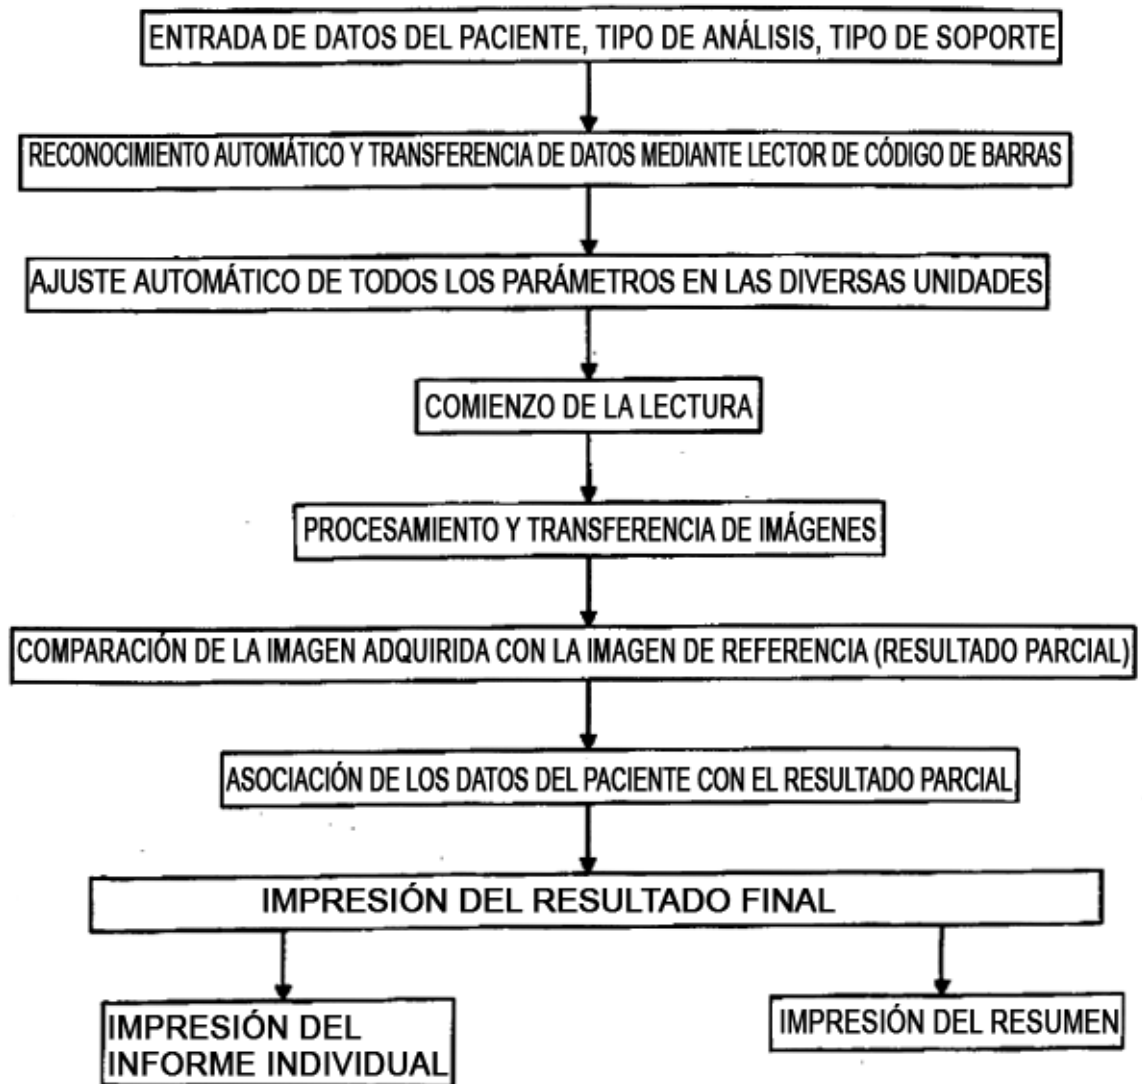 ENTRADA DE DATOS DEL PACIENTE, TIPO DE ANÁLISIS, TIPO DE SOPORTE
RECONOCIMIENTO AUTOMÁTICO Y TRANSFERENCIA DE DATOS MEDIANTE LECTOR DE CÓDIGO DE BARRAS
AJUSTE AUTOMÁTICO DE TODOS LOS PARÁMETROS EN LAS DIVERSAS UNIDADES
COMIENZO DE LA LECTURA
PROCESAMIENTO Y TRANSFERENCIA DE IMÁGENES
COMPARACIÓN DE LA IMAGEN ADQUIRIDA CON LA IMAGEN DE REFERENCIA (RESULTADO PARCIAL)
ASOCIACIÓN DE LOS DATOS DEL PACIENTE CON EL RESULTADO PARCIAL
IMPRESIÓN DEL RESULTADO FINAL
IMPRESIÓN DEL
INFORME INDIVIDUAL
IMPRESIÓN DEL RESUMEN